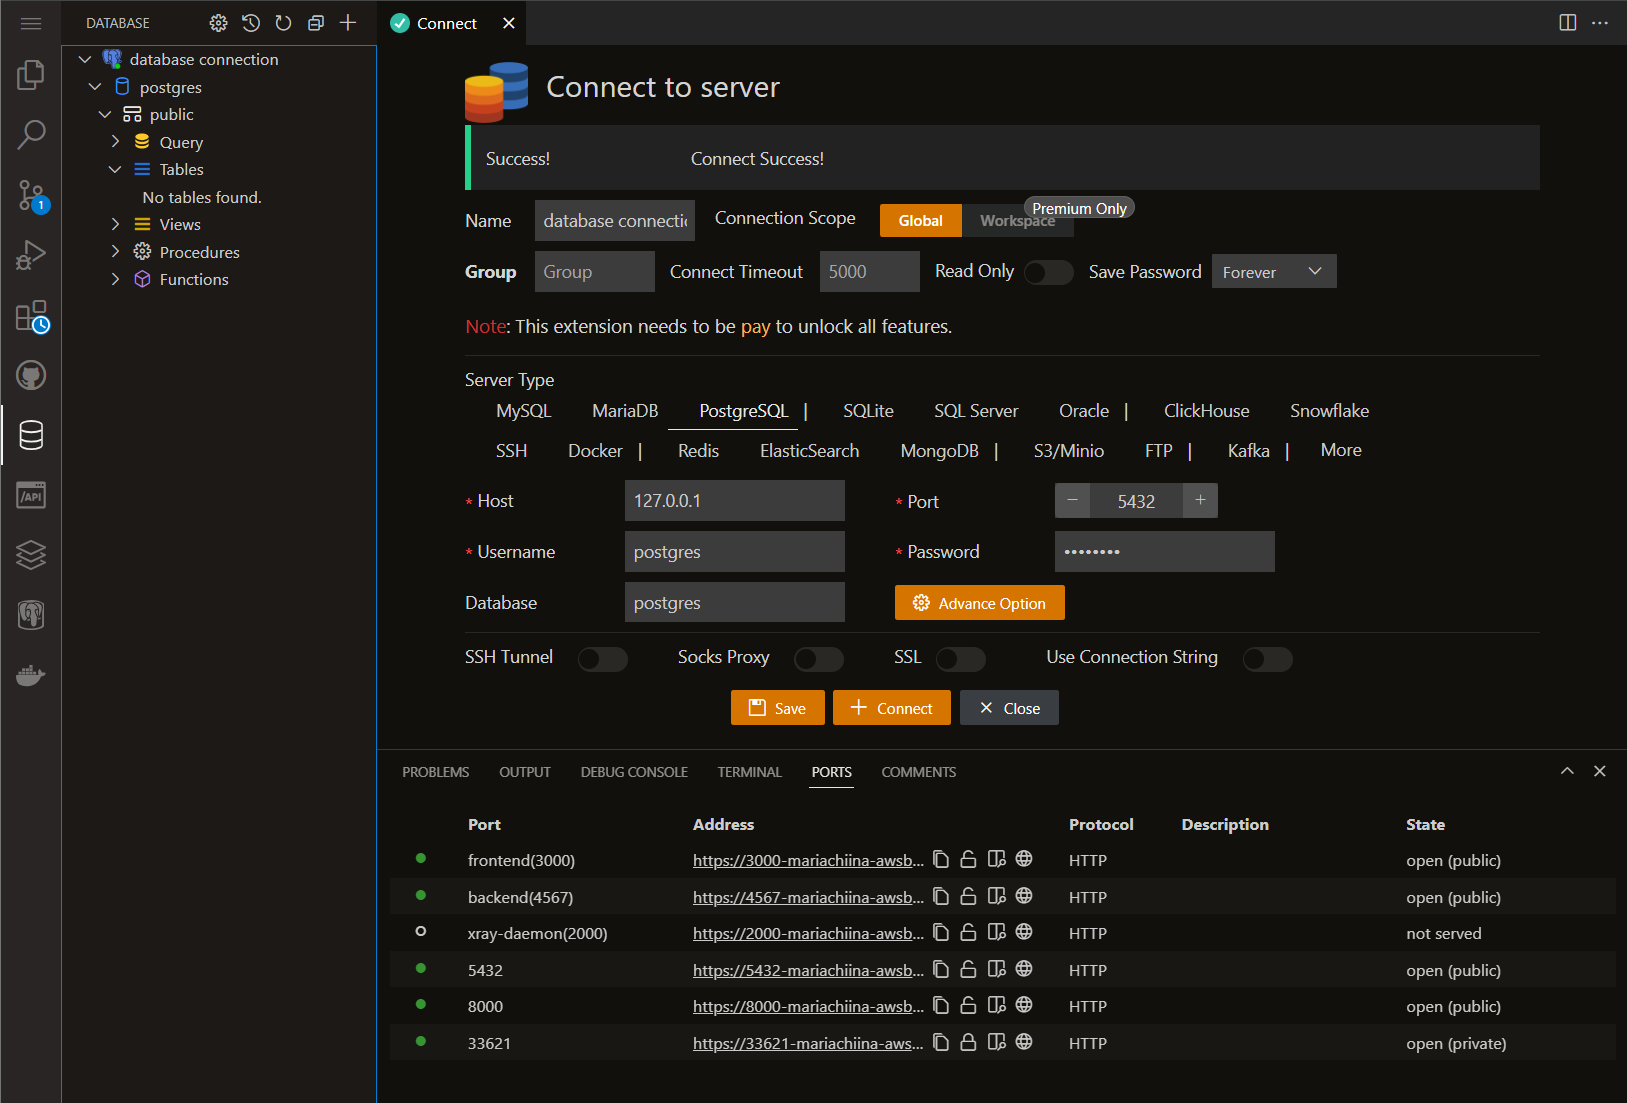 DATABASE
database connection
postgres
public
Query
Tables
No tables found.
Views
Procedures
Functions
1
/API
Connect
Connect to server
Success! Connect Success!
Name database connecti Connection Scope Global Workspace Premium Only
Group Group Connect Timeout 5000 Read Only Save Password Forever
Note: This extension needs to be pay to unlock all features.
Server Type
MySQL MariaDB PostgreSQL | SQLite SQL Server Oracle | ClickHouse Snowflake
SSH Docker | Redis ElasticSearch MongoDB | S3/Minio FTP | Kafka | More
* Host 127.0.0.1 * Port − 5432 +
* Username postgres * Password ••••••••
Database postgres Advance Option
SSH Tunnel Socks Proxy SSL Use Connection String
Save Connect Close
PROBLEMS OUTPUT DEBUG CONSOLE TERMINAL PORTS COMMENTS
Port Address Protocol Description State
frontend(3000) https://3000-mariachiina-awsb... HTTP open (public)
backend(4567) https://4567-mariachiina-awsb... HTTP open (public)
xray-daemon(2000) https://2000-mariachiina-awsb... HTTP not served
5432 https://5432-mariachiina-awsb... HTTP open (public)
8000 https://8000-mariachiina-awsb... HTTP open (public)
33621 https://33621-mariachiina-aws... HTTP open (private)